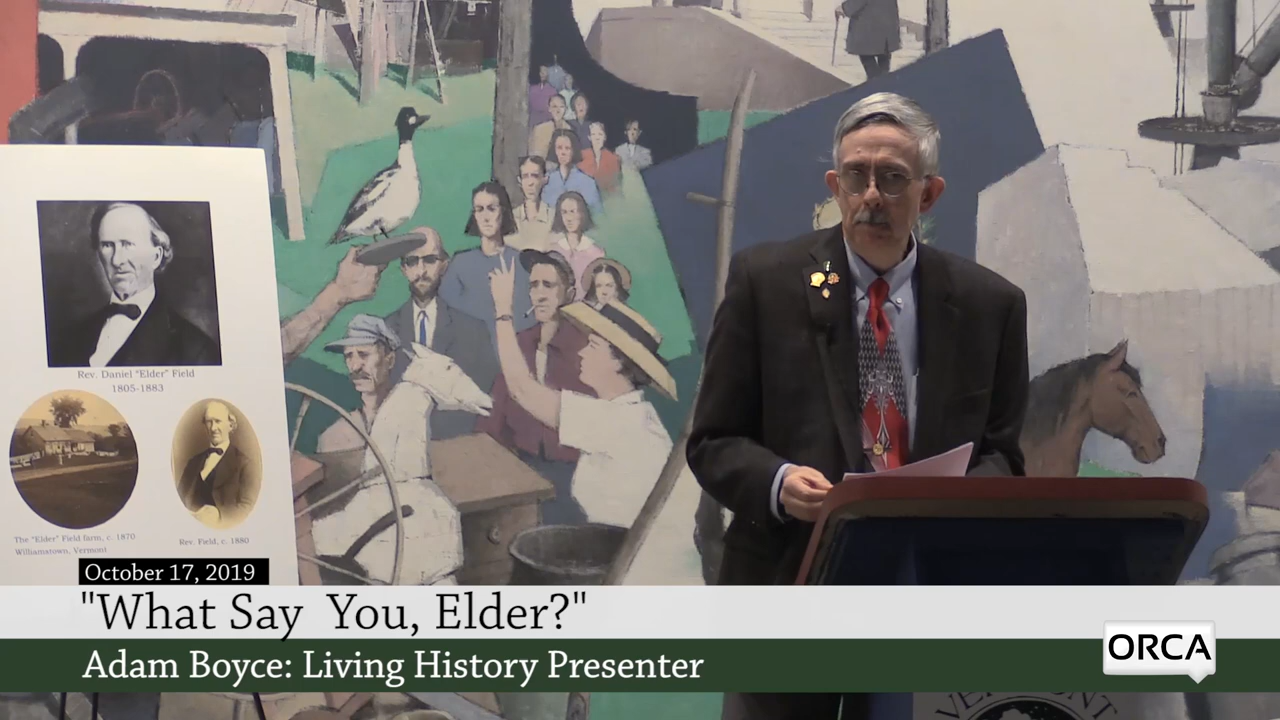 Rev. Daniel "Elder" Field
1805-1883
The "Elder" Field farm, c. 1870
Williamstown, Vermont
Rev. Field, c. 1880
October 17, 2019
"What Say You, Elder?"
Adam Boyce: Living History Presenter
ORCA
VERMONT